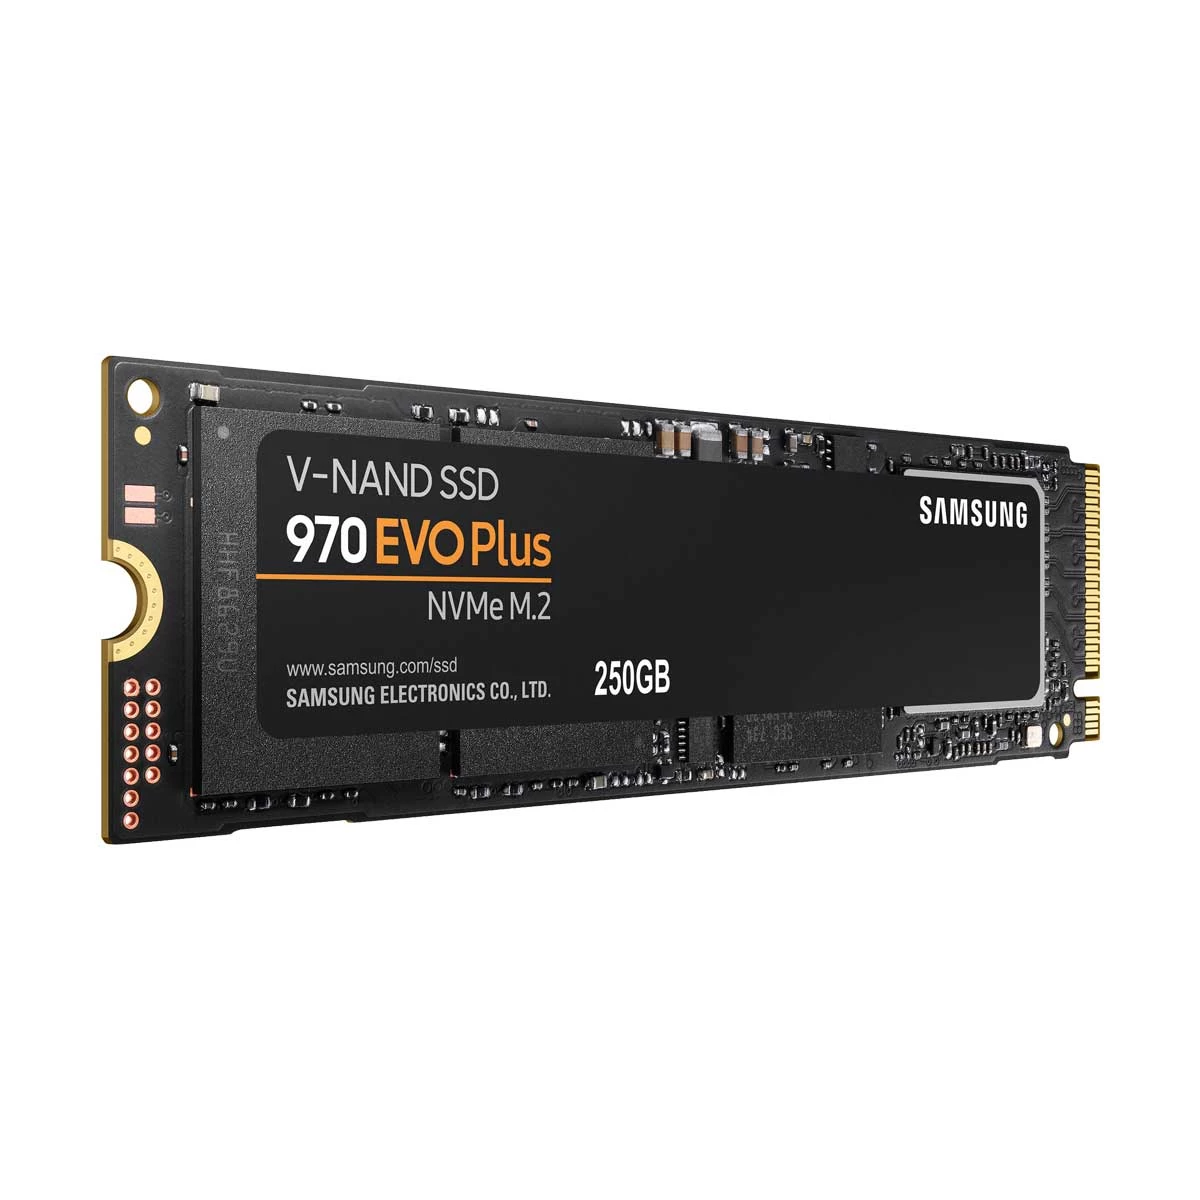 V-NAND SSD
970 EVO Plus
NVMe M.2
www.samsung.com/ssd
SAMSUNG ELECTRONICS CO., LTD.
250GB
SAMSUNG